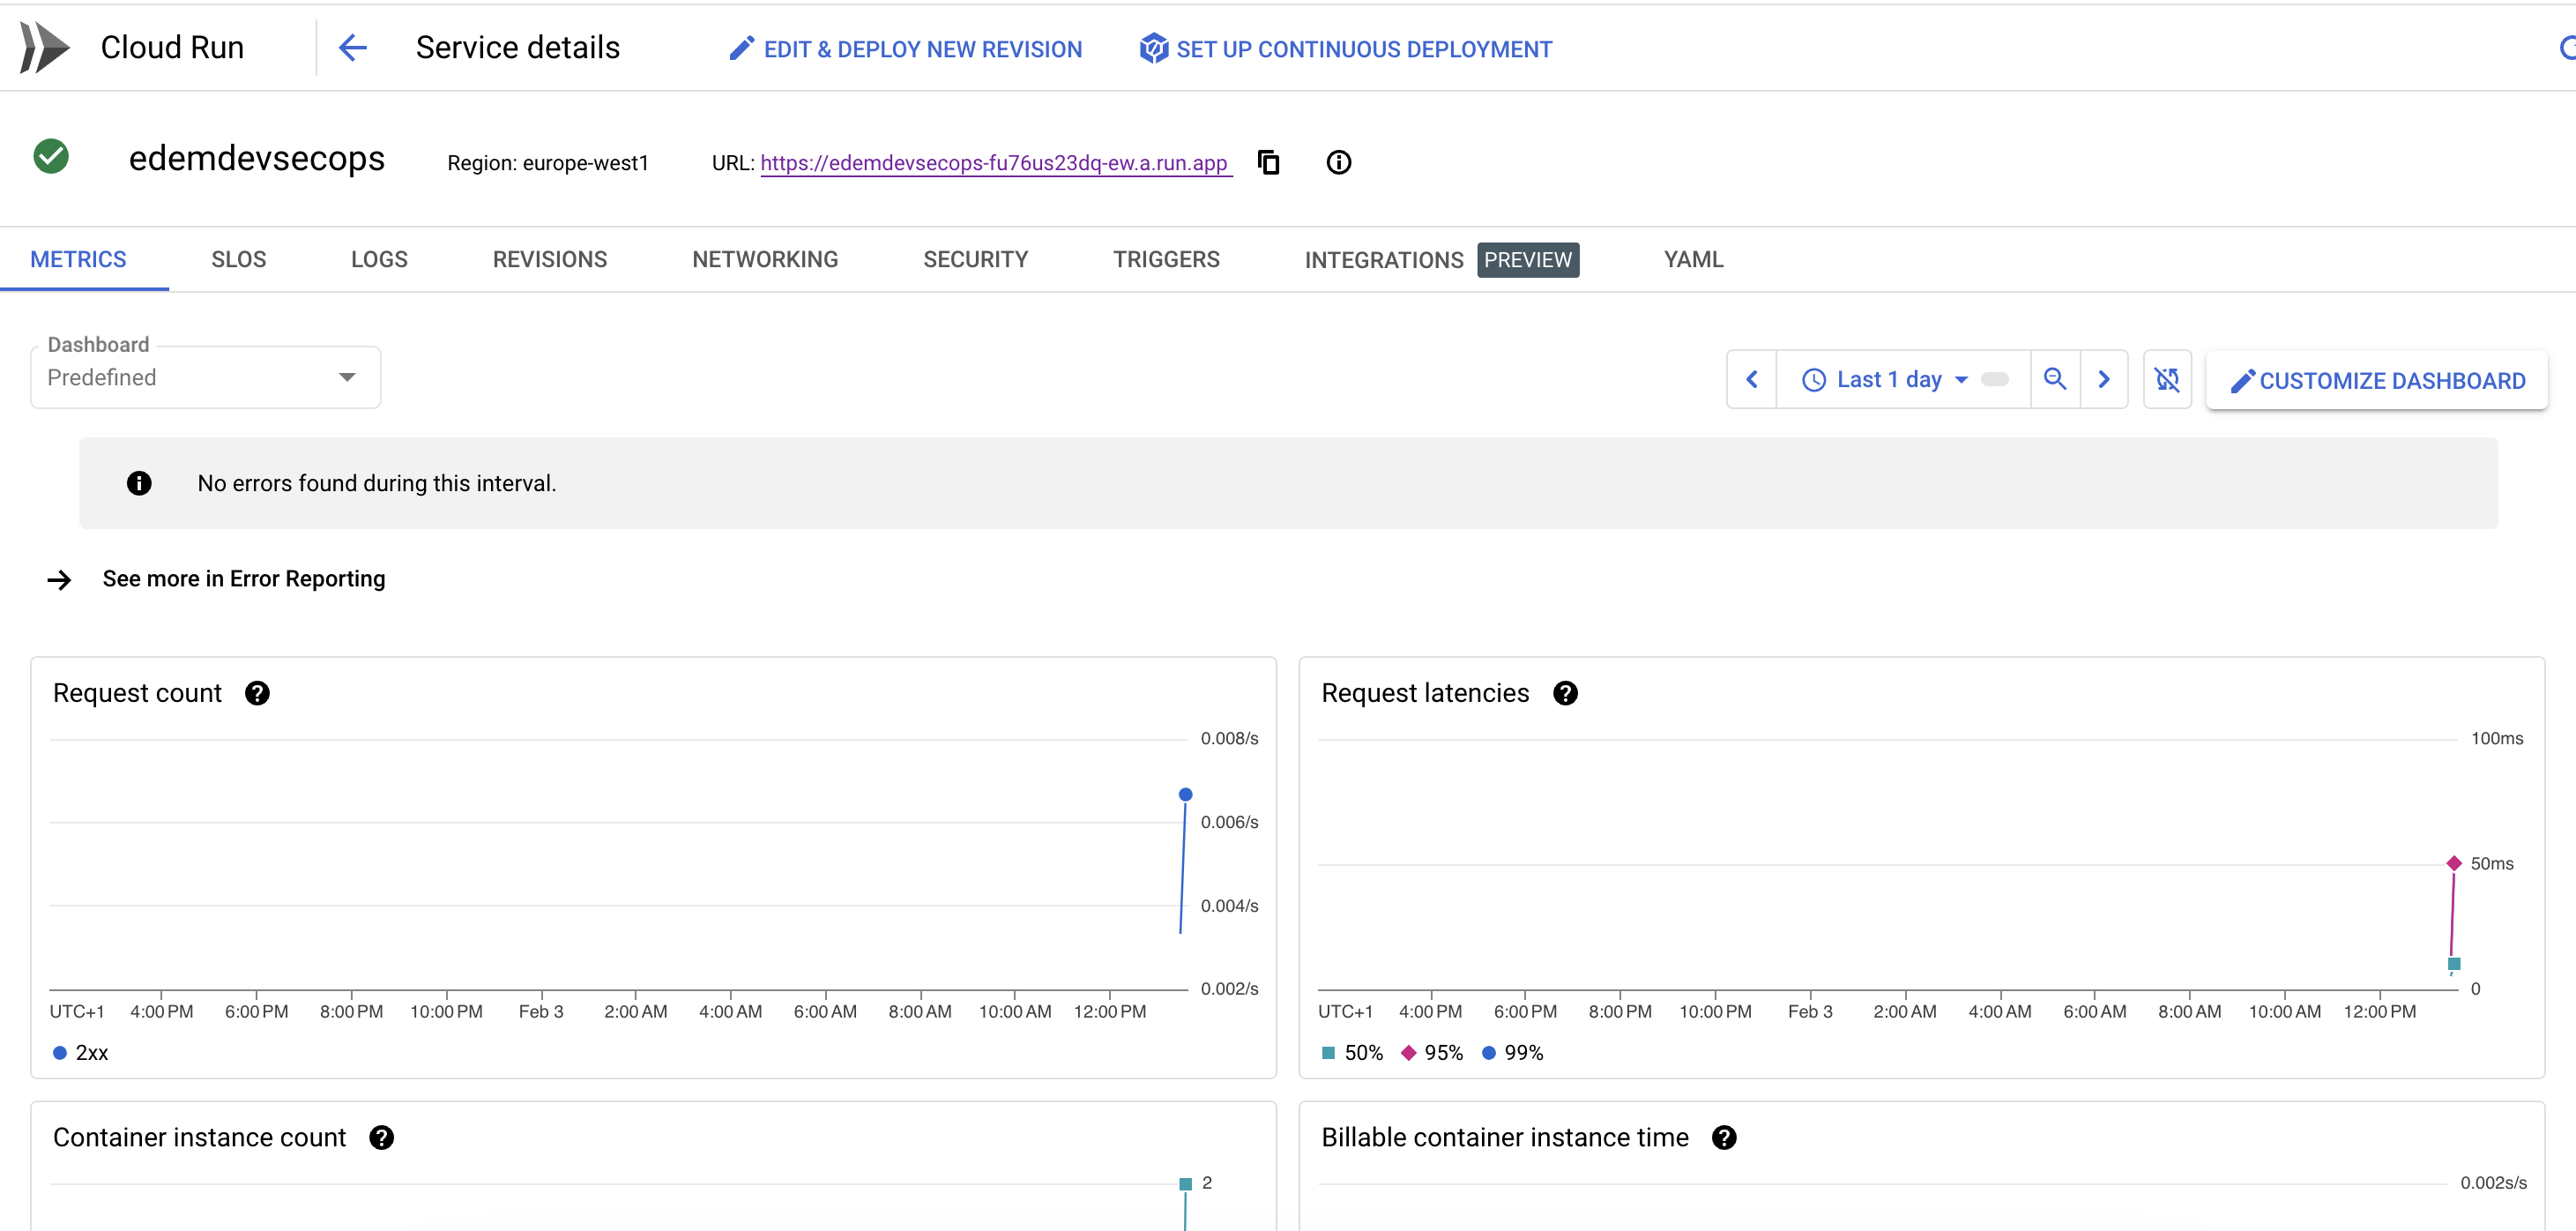 Cloud Run
Service details
EDIT & DEPLOY NEW REVISION
SET UP CONTINUOUS DEPLOYMENT
edemdevsecops
Region: europe-west1
URL: https://edemdevsecops-fu76us23dq-ew.a.run.app
METRICS
SLOS
LOGS
REVISIONS
NETWORKING
SECURITY
TRIGGERS
INTEGRATIONS PREVIEW
YAML
Dashboard
Predefined
Last 1 day
CUSTOMIZE DASHBOARD
No errors found during this interval.
See more in Error Reporting
Request count
0.008/s
0.006/s
0.004/s
0.002/s
UTC+1 4:00 PM 6:00 PM 8:00 PM 10:00 PM Feb 3 2:00 AM 4:00 AM 6:00 AM 8:00 AM 10:00 AM 12:00 PM
2xx
Request latencies
100ms
50ms
0
UTC+1 4:00 PM 6:00 PM 8:00 PM 10:00 PM Feb 3 2:00 AM 4:00 AM 6:00 AM 8:00 AM 10:00 AM 12:00 PM
50% 95% 99%
Container instance count
2
Billable container instance time
0.002s/s